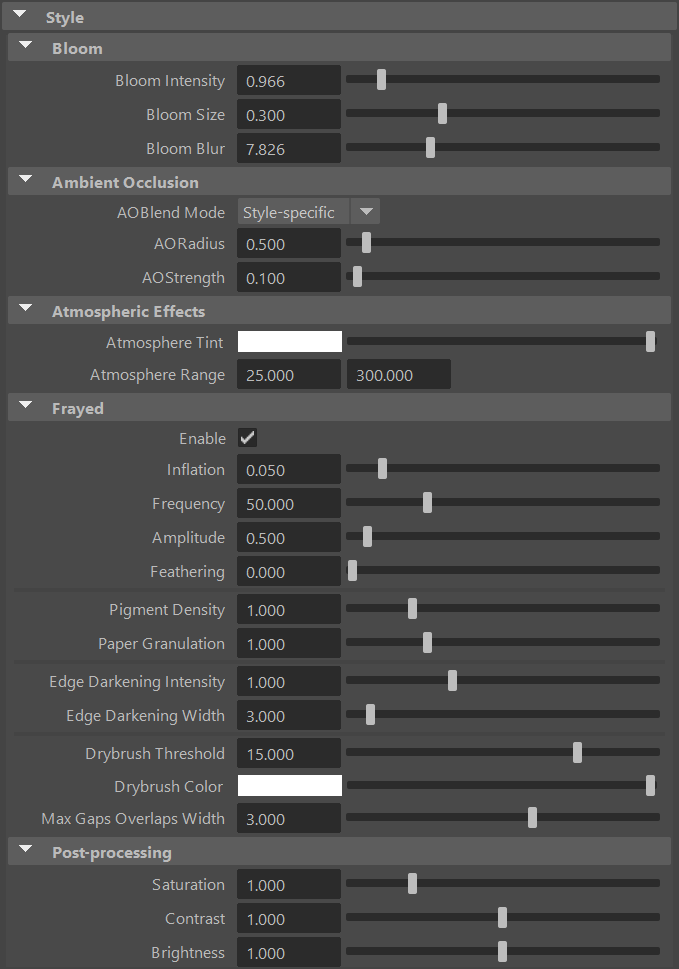 Style
Bloom
Bloom Intensity 0.966
Bloom Size 0.300
Bloom Blur 7.826
Ambient Occlusion
AOBlend Mode Style-specific
AORadius 0.500
AOStrength 0.100
Atmospheric Effects
Atmosphere Tint
Atmosphere Range 25.000 300.000
Frayed
Enable
Inflation 0.050
Frequency 50.000
Amplitude 0.500
Feathering 0.000
Pigment Density 1.000
Paper Granulation 1.000
Edge Darkening Intensity 1.000
Edge Darkening Width 3.000
Drybrush Threshold 15.000
Drybrush Color
Max Gaps Overlaps Width 3.000
Post-processing
Saturation 1.000
Contrast 1.000
Brightness 1.000